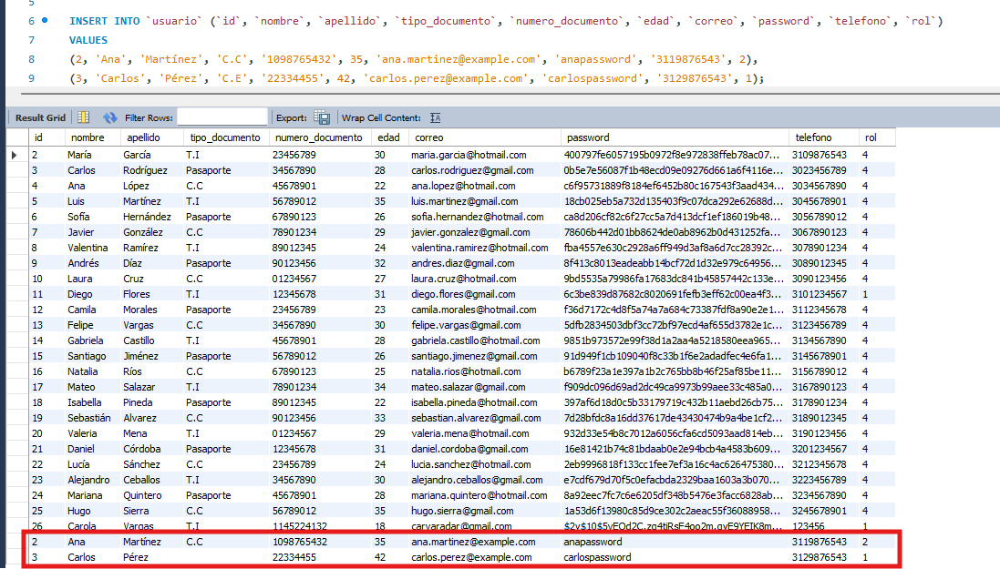 5
6 INSERT INTO `usuario` (`id`, `nombre`, `apellido`, `tipo_documento`, `numero_documento`, `edad`, `correo`, `password`, `telefono`, `rol`)
7 VALUES
8 (2, 'Ana', 'Martínez', 'C.C', '1098765432', 35, 'ana.martinez@example.com', 'anapassword', '3119876543', 2),
9 (3, 'Carlos', 'Pérez', 'C.E', '22334455', 42, 'carlos.perez@example.com', 'carlospassword', '3129876543', 1);
Result Grid Filter Rows: Export: Wrap Cell Content:
id nombre apellido tipo_documento numero_documento edad correo password telefono rol
2 María García T.I 23456789 30 maria.garcia@hotmail.com 400797fe6057195b0972f8e972838ffeb78ac07... 3109876543 4
3 Carlos Rodríguez Pasaporte 34567890 28 carlos.rodriguez@gmail.com 0b5e7e56087f1b48ecd09e09276d661a6f4116e... 3023456789 4
4 Ana López C.C 45678901 22 ana.lopez@hotmail.com c6f95731889f8184ef6452b80c167543f3aad434... 3034567890 4
5 Luis Martínez T.I 56789012 35 luis.martinez@gmail.com 18cb025eb5a732d135403f9c07dca292e62688d... 3045678901 4
6 Sofía Hernández Pasaporte 67890123 26 sofia.hernandez@hotmail.com ca8d206cf82c6f27cc5a7d413dcf1ef186019b48... 3056789012 4
7 Javier González C.C 78901234 29 javier.gonzalez@gmail.com 78606b442d01bb8624de0ab8962b0d431252fa... 3067890123 4
8 Valentina Ramírez T.I 89012345 24 valentina.ramirez@hotmail.com fba4557e630c2928a6ff949d3af8a6d7cc28392c... 3078901234 4
9 Andrés Díaz Pasaporte 90123456 32 andres.diaz@gmail.com 8f413c8013eadebb14bcf72d1d32e979c64956... 3089012345 4
10 Laura Cruz C.C 01234567 27 laura.cruz@hotmail.com 9bd5535a79986fa17683dc841b45857442c133e... 3090123456 4
11 Diego Flores T.I 12345678 31 diego.flores@gmail.com 6c3be839d87682c8020691fefb3eff62c00ea4f3... 3101234567 1
12 Camila Morales Pasaporte 23456789 23 camila.morales@hotmail.com f36d7172c4d8f5a74a7a684c73387fdf8a90e2e1... 3112345678 4
13 Felipe Vargas C.C 34567890 30 felipe.vargas@gmail.com 5dfb2834503dbf3cc72bf97ecd4af655d3782e1c... 3123456789 4
14 Gabriela Castillo T.I 45678901 28 gabriela.castillo@hotmail.com 9851b973572e99f38d1a2aa4a5218580eea965... 3134567890 4
15 Santiago Jiménez Pasaporte 56789012 26 santiago.jimenez@gmail.com 91d949f1cb109040f8c33b1f6e2adadfec4e6fa1... 3145678901 4
16 Natalia Ríos C.C 67890123 25 natalia.rios@hotmail.com b6789f23a1e397a1b2c765bb8b46f25af85be11... 3156789012 4
17 Mateo Salazar T.I 78901234 34 mateo.salazar@gmail.com f909dc096d69ad2dc49ca9973b99aee33c485a0... 3167890123 4
18 Isabella Pineda Pasaporte 89012345 22 isabella.pineda@hotmail.com 397af6d18d0c5b33179719c432b11aebd26cb75... 3178901234 4
19 Sebastián Alvarez C.C 90123456 33 sebastian.alvarez@gmail.com 7d28bfdc8a16dd37617de43430474b9a4be1cf2... 3189012345 4
20 Valeria Mena T.I 01234567 29 valeria.mena@hotmail.com 932d33e54b8c7012a6056cfa6cd5093aad814eb... 3190123456 4
21 Daniel Córdoba Pasaporte 12345678 31 daniel.cordoba@gmail.com 16e81421b74c81bdaab0e2e94bcb4a4583b609... 3201234567 4
22 Lucía Sánchez C.C 23456789 24 lucia.sanchez@hotmail.com 2eb9996818f133cc1fee7ef3a16c4ac626475380... 3212345678 4
23 Alejandro Ceballos T.I 34567890 30 alejandro.ceballos@gmail.com e7cdf679d70f5c0efacbda2329baa1603a3b070... 3223456789 4
24 Mariana Quintero Pasaporte 45678901 28 mariana.quintero@hotmail.com 8a92eec7fc7c6e6205df348b5476e3facc6828ab... 3234567890 4
25 Hugo Sierra C.C 56789012 35 hugo.sierra@gmail.com 1a53d6f13980c85d9ce302c2aeac55f36088958... 3245678901 4
26 Carola Vargas T.I 1145224132 18 carvaradar@gmail.com 123456 1
2 Ana Martínez C.C 1098765432 35 ana.martinez@example.com anapassword 3119876543 2
3 Carlos Pérez 22334455 42 carlos.perez@example.com carlospassword 3129876543 1